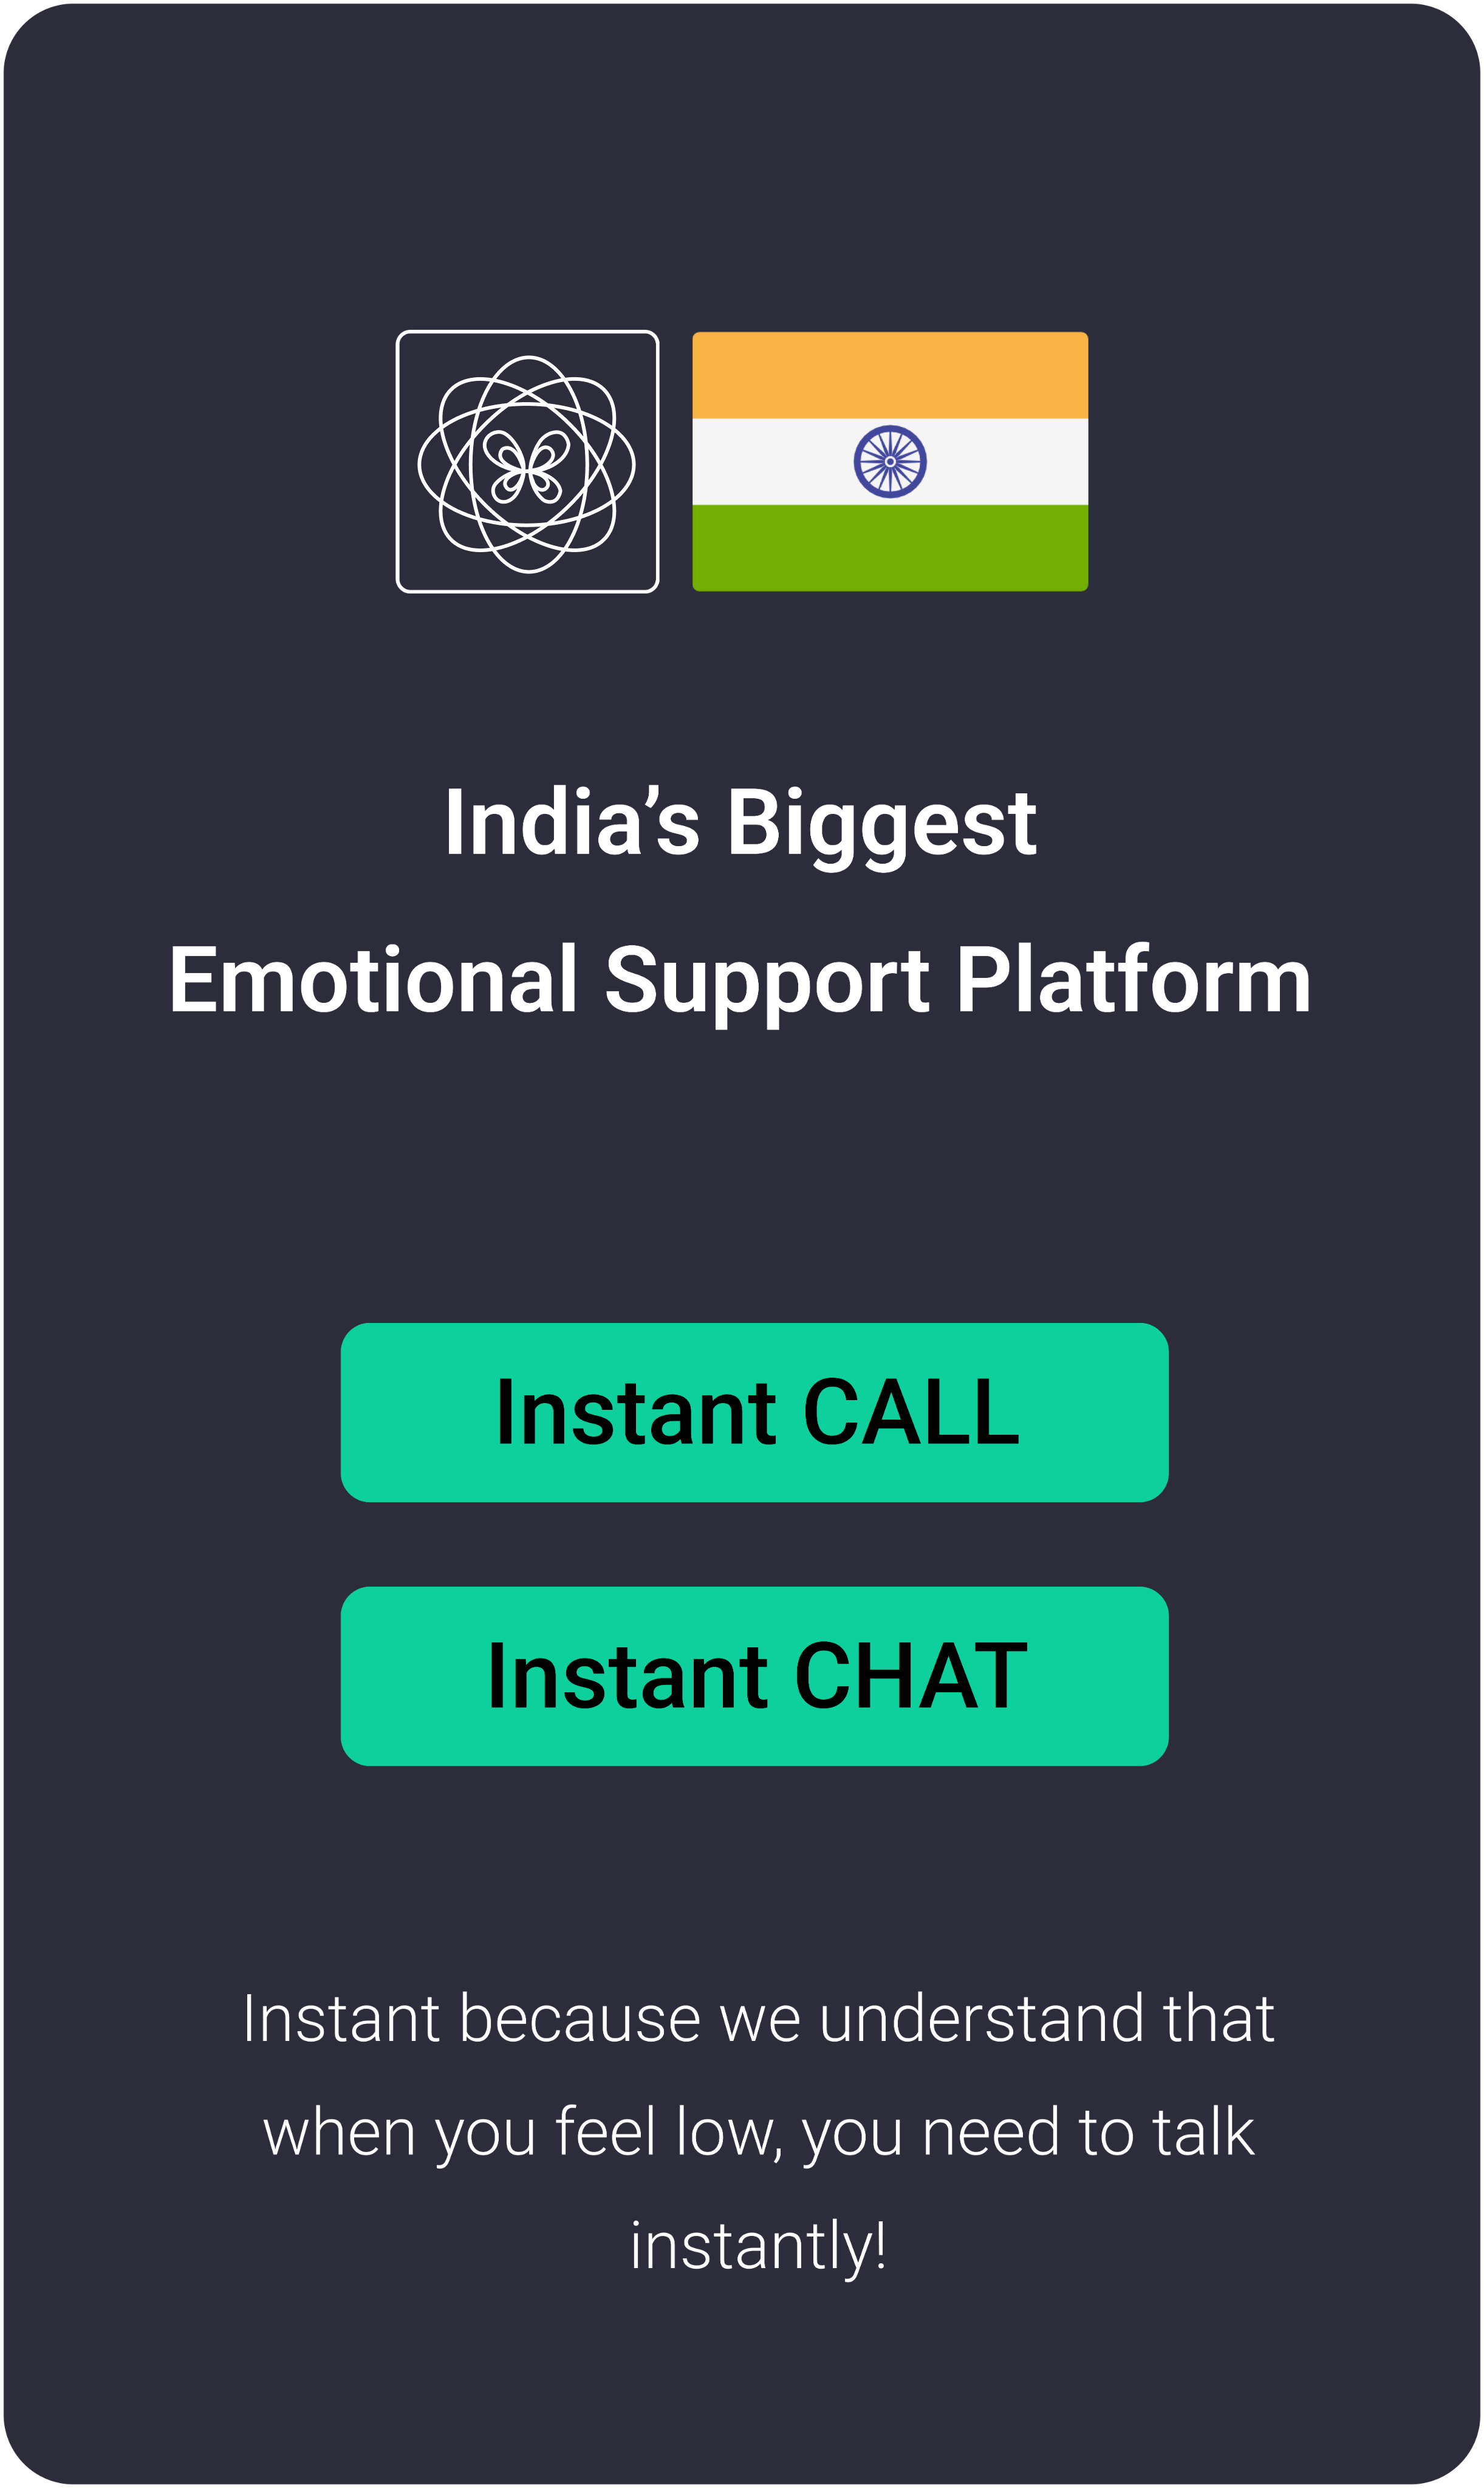 India’s Biggest
Emotional Support Platform
Instant CALL
Instant CHAT
Instant because we understand that
when you feel low, you need to talk
instantly!